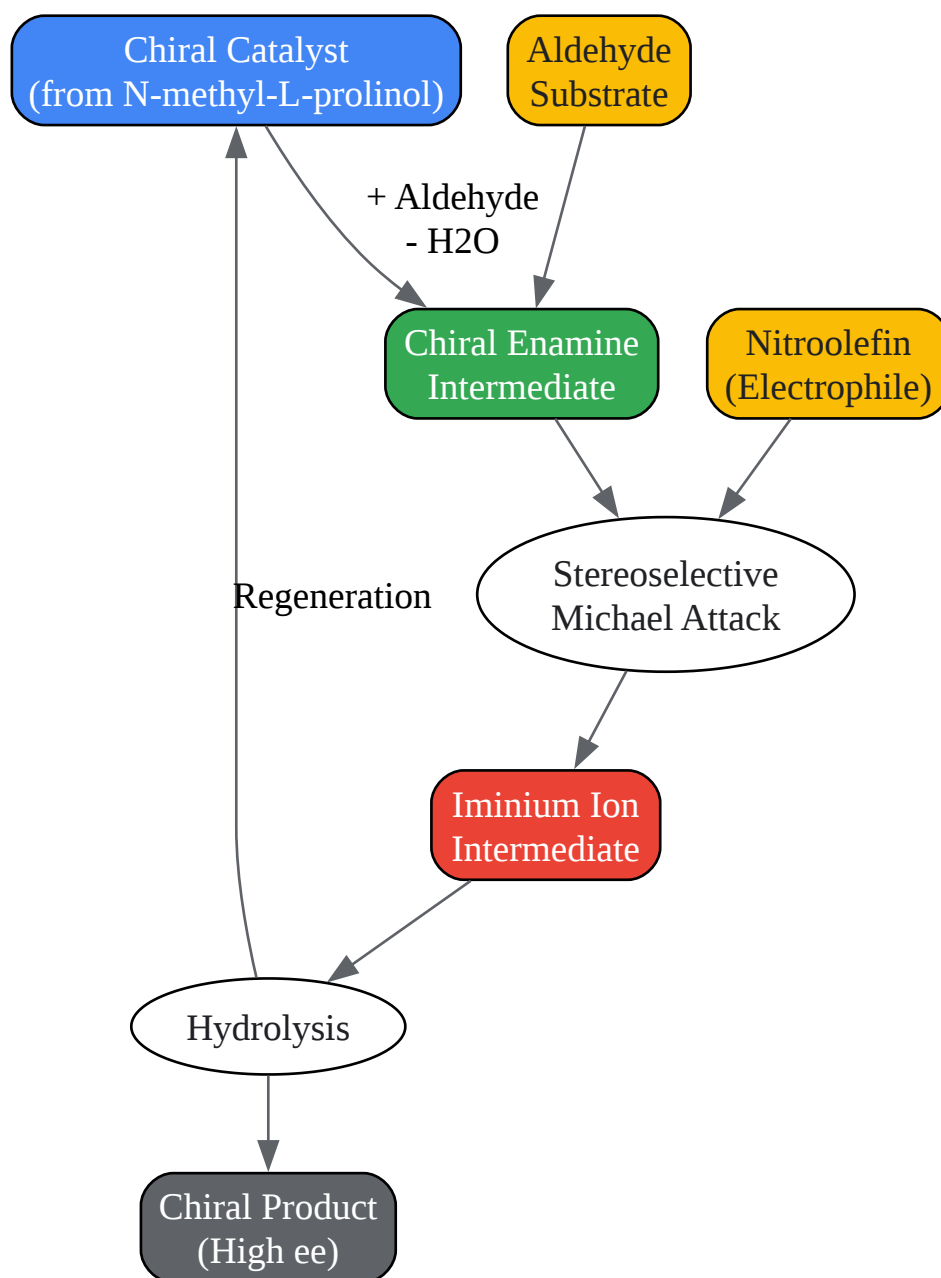 Chiral Catalyst
(from N-methyl-L-prolinol)
Aldehyde
Substrate
+ Aldehyde
- H2O
Chiral Enamine
Intermediate
Nitroolefin
(Electrophile)
Stereoselective
Michael Attack
Regeneration
Iminium Ion
Intermediate
Hydrolysis
Chiral Product
(High ee)